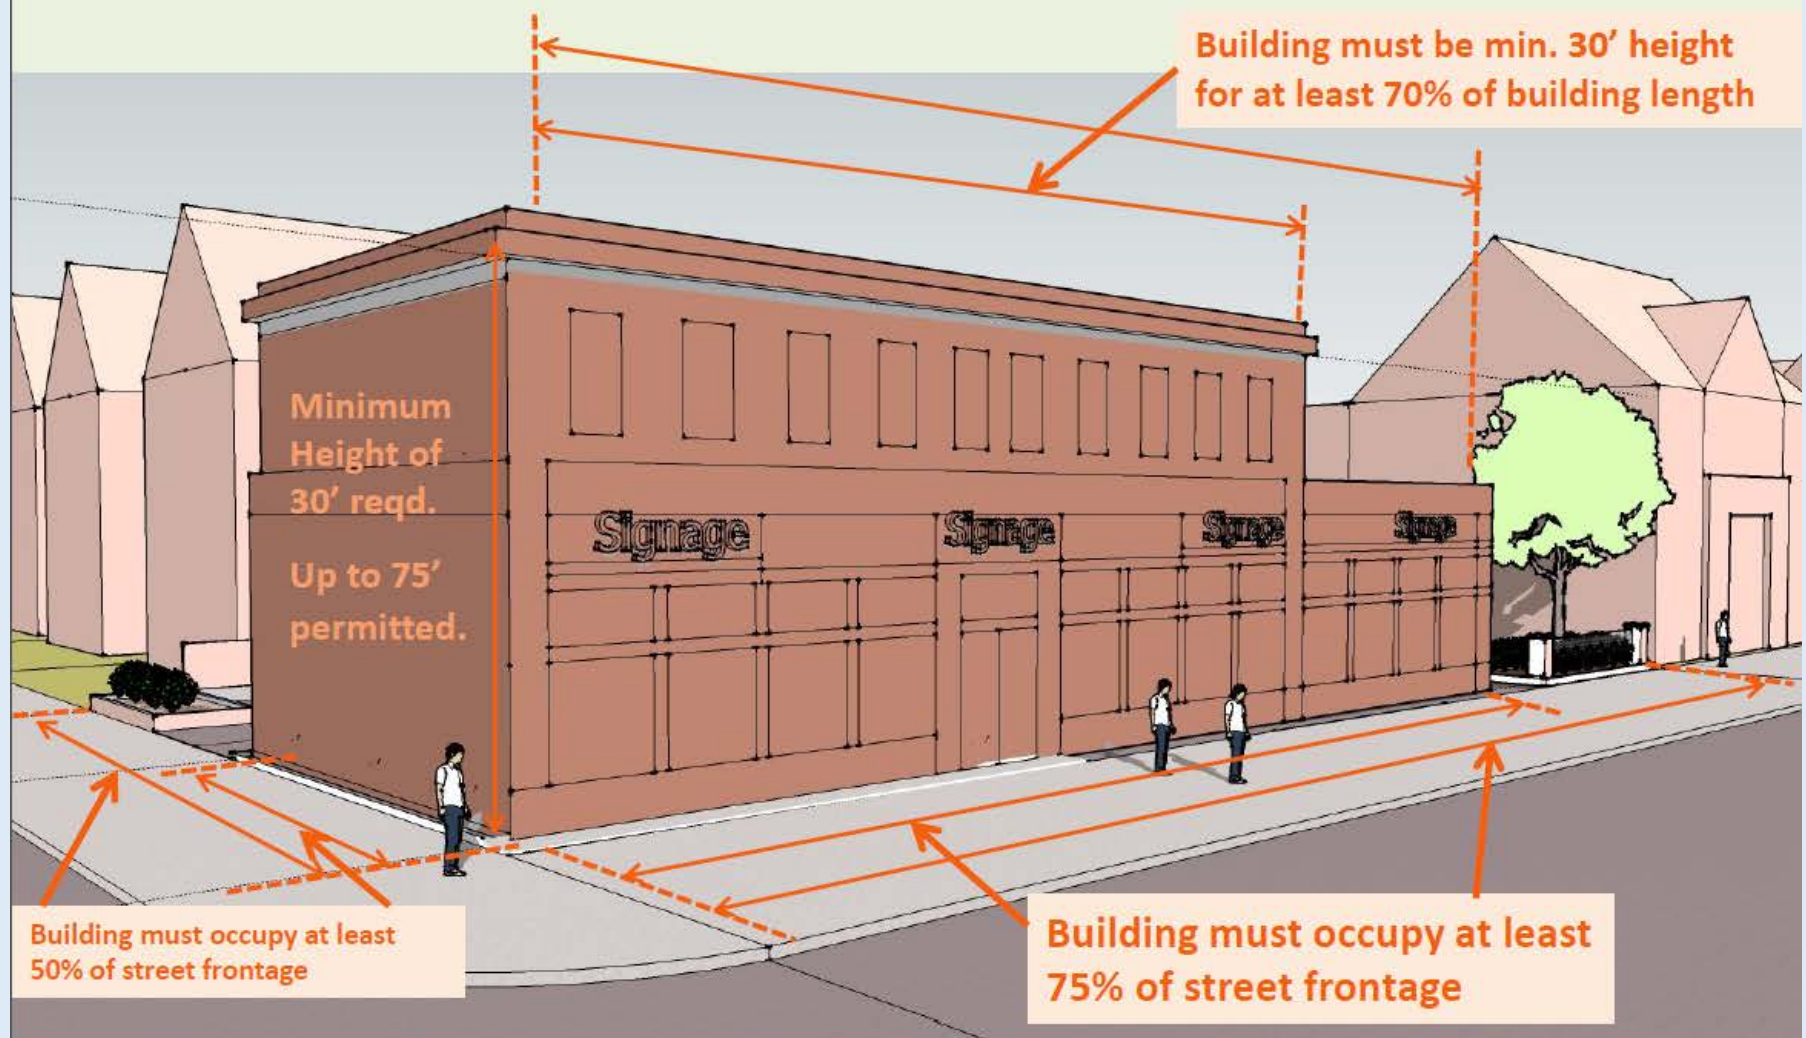 Building must be min. 30’ height
for at least 70% of building length
Minimum
Height of
30’ reqd.
Up to 75’
permitted.
Signage
Signage
Signage
Signage
Building must occupy at least
50% of street frontage
Building must occupy at least
75% of street frontage